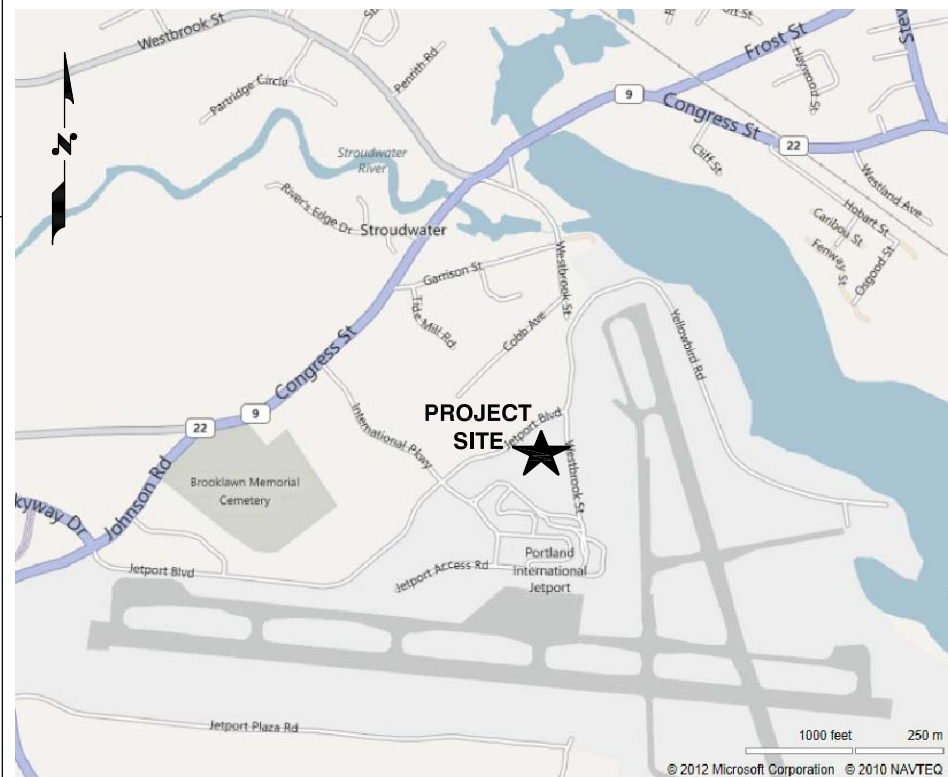 Westbrook St
Partridge Circle
Penrith Rd
Frost St
Haywood St
9
Congress St
22
Cliff St
Westland Ave
Stroudwater
River
River's Edge Dr
Stroudwater
Hobart St
Caribou St
Fenway St
Osgood St
Garrison St
Westbrook St
Tide Mill Rd
Cobb Ave
Yellowbird Rd
Congress St
9
22
International Pkwy
PROJECT
SITE
Jetport Blvd
Westbrook St
Brooklawn Memorial
Cemetery
Johnson Rd
kyway Dr
Jetport Blvd
Jetport Access Rd
Portland
International
Jetport
Jetport Plaza Rd
1000 feet 250 m
© 2012 Microsoft Corporation © 2010 NAVTEQ
N
Stev